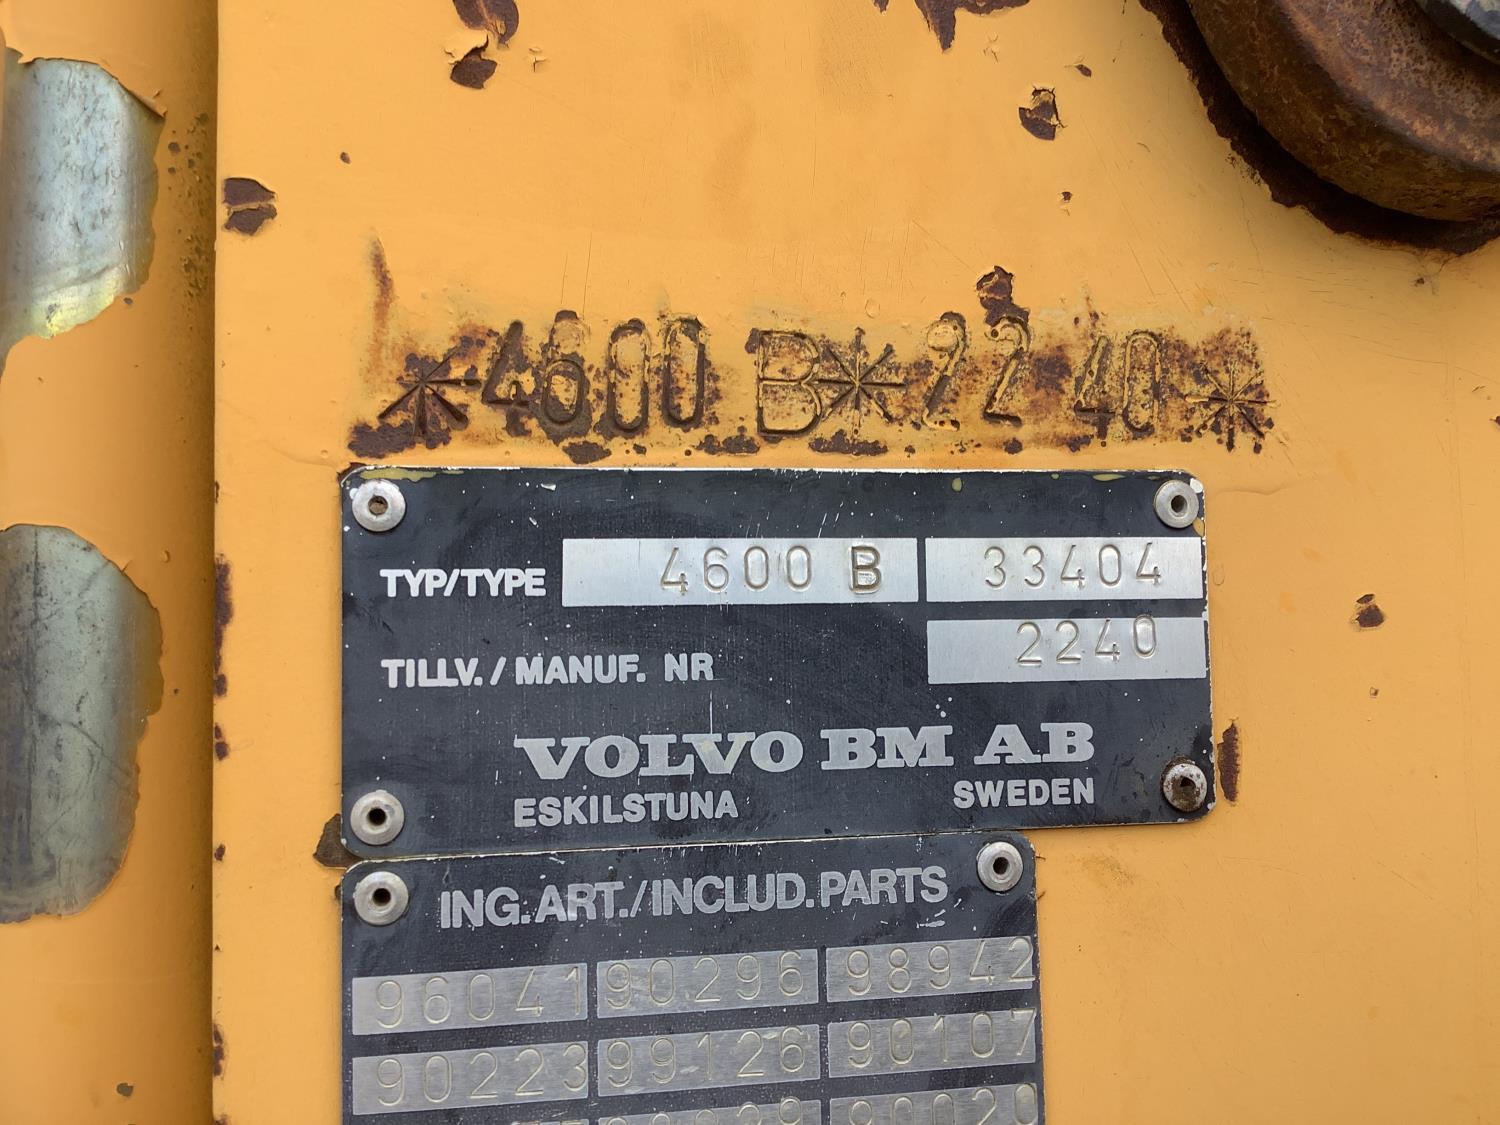 *4600 B*2240*
TYP/TYPE 4600 B 33404
TILLV./MANUF. NR 2240
VOLVO BM AB
ESKILSTUNA SWEDEN
ING.ART./INCLUD.PARTS
96041 90296 98942
90223 99126 90107
90020